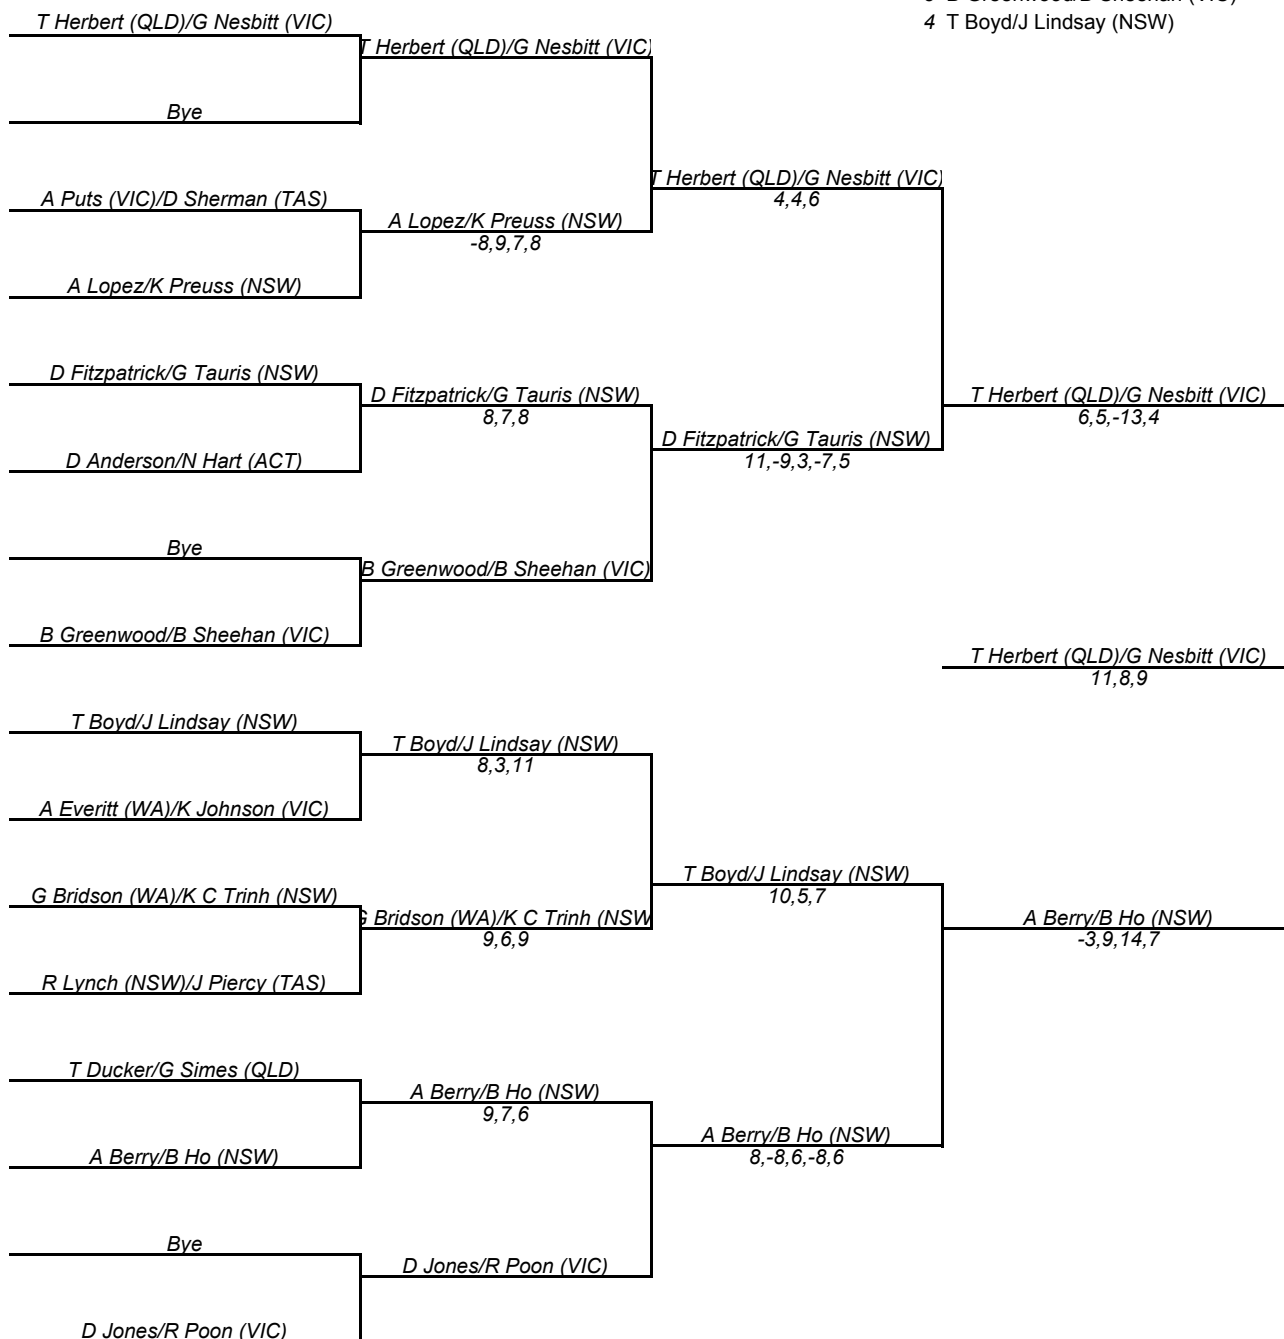 T Herbert (QLD)/G Nesbitt (VIC)
4 T Boyd/J Lindsay (NSW)
T Herbert (QLD)/G Nesbitt (VIC)
Bye
T Herbert (QLD)/G Nesbitt (VIC)
4,4,6
A Puts (VIC)/D Sherman (TAS)
A Lopez/K Preuss (NSW)
-8,9,7,8
A Lopez/K Preuss (NSW)
D Fitzpatrick/G Tauris (NSW)
D Fitzpatrick/G Tauris (NSW)
8,7,8
T Herbert (QLD)/G Nesbitt (VIC)
6,5,-13,4
D Fitzpatrick/G Tauris (NSW)
11,-9,3,-7,5
D Anderson/N Hart (ACT)
Bye
B Greenwood/B Sheehan (VIC)
B Greenwood/B Sheehan (VIC)
T Herbert (QLD)/G Nesbitt (VIC)
11,8,9
T Boyd/J Lindsay (NSW)
T Boyd/J Lindsay (NSW)
8,3,11
A Everitt (WA)/K Johnson (VIC)
T Boyd/J Lindsay (NSW)
10,5,7
G Bridson (WA)/K C Trinh (NSW)
G Bridson (WA)/K C Trinh (NSW
9,6,9
A Berry/B Ho (NSW)
-3,9,14,7
R Lynch (NSW)/J Piercy (TAS)
T Ducker/G Simes (QLD)
A Berry/B Ho (NSW)
9,7,6
A Berry/B Ho (NSW)
8,-8,6,-8,6
A Berry/B Ho (NSW)
Bye
D Jones/R Poon (VIC)
D Jones/R Poon (VIC)